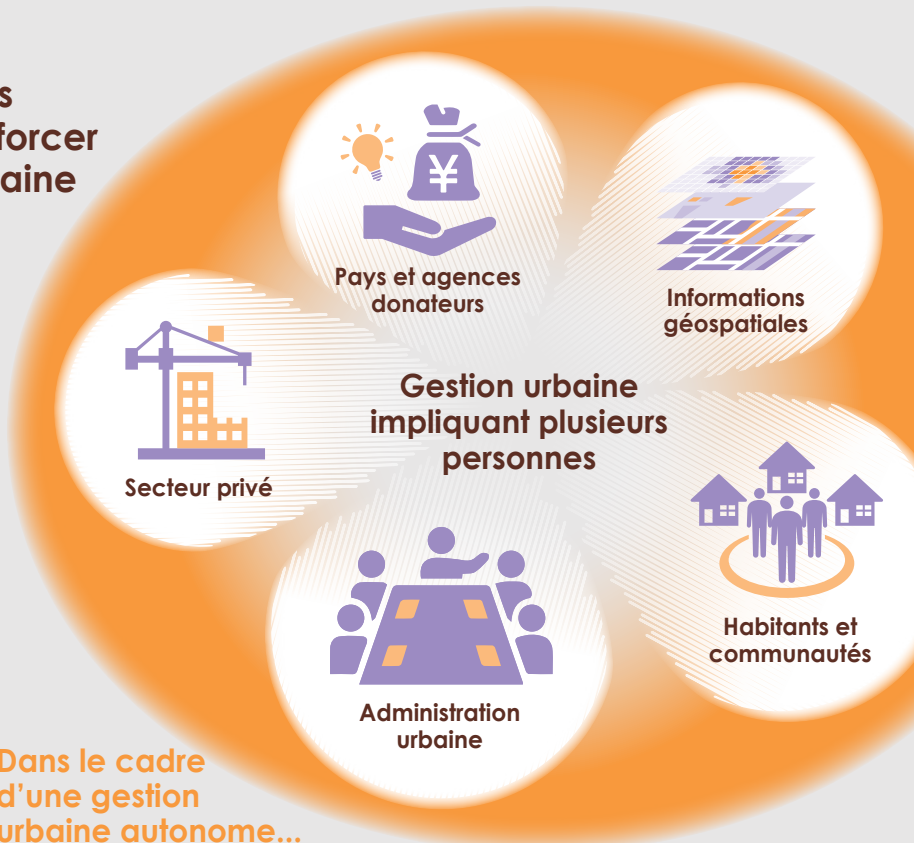 s
forcer
aine
Pays et agences
donateurs
Informations
géospatiales
Secteur privé
Gestion urbaine
impliquant plusieurs
personnes
Habitants et
communautés
Administration
urbaine
Dans le cadre
d'une gestion
urbaine autonome...